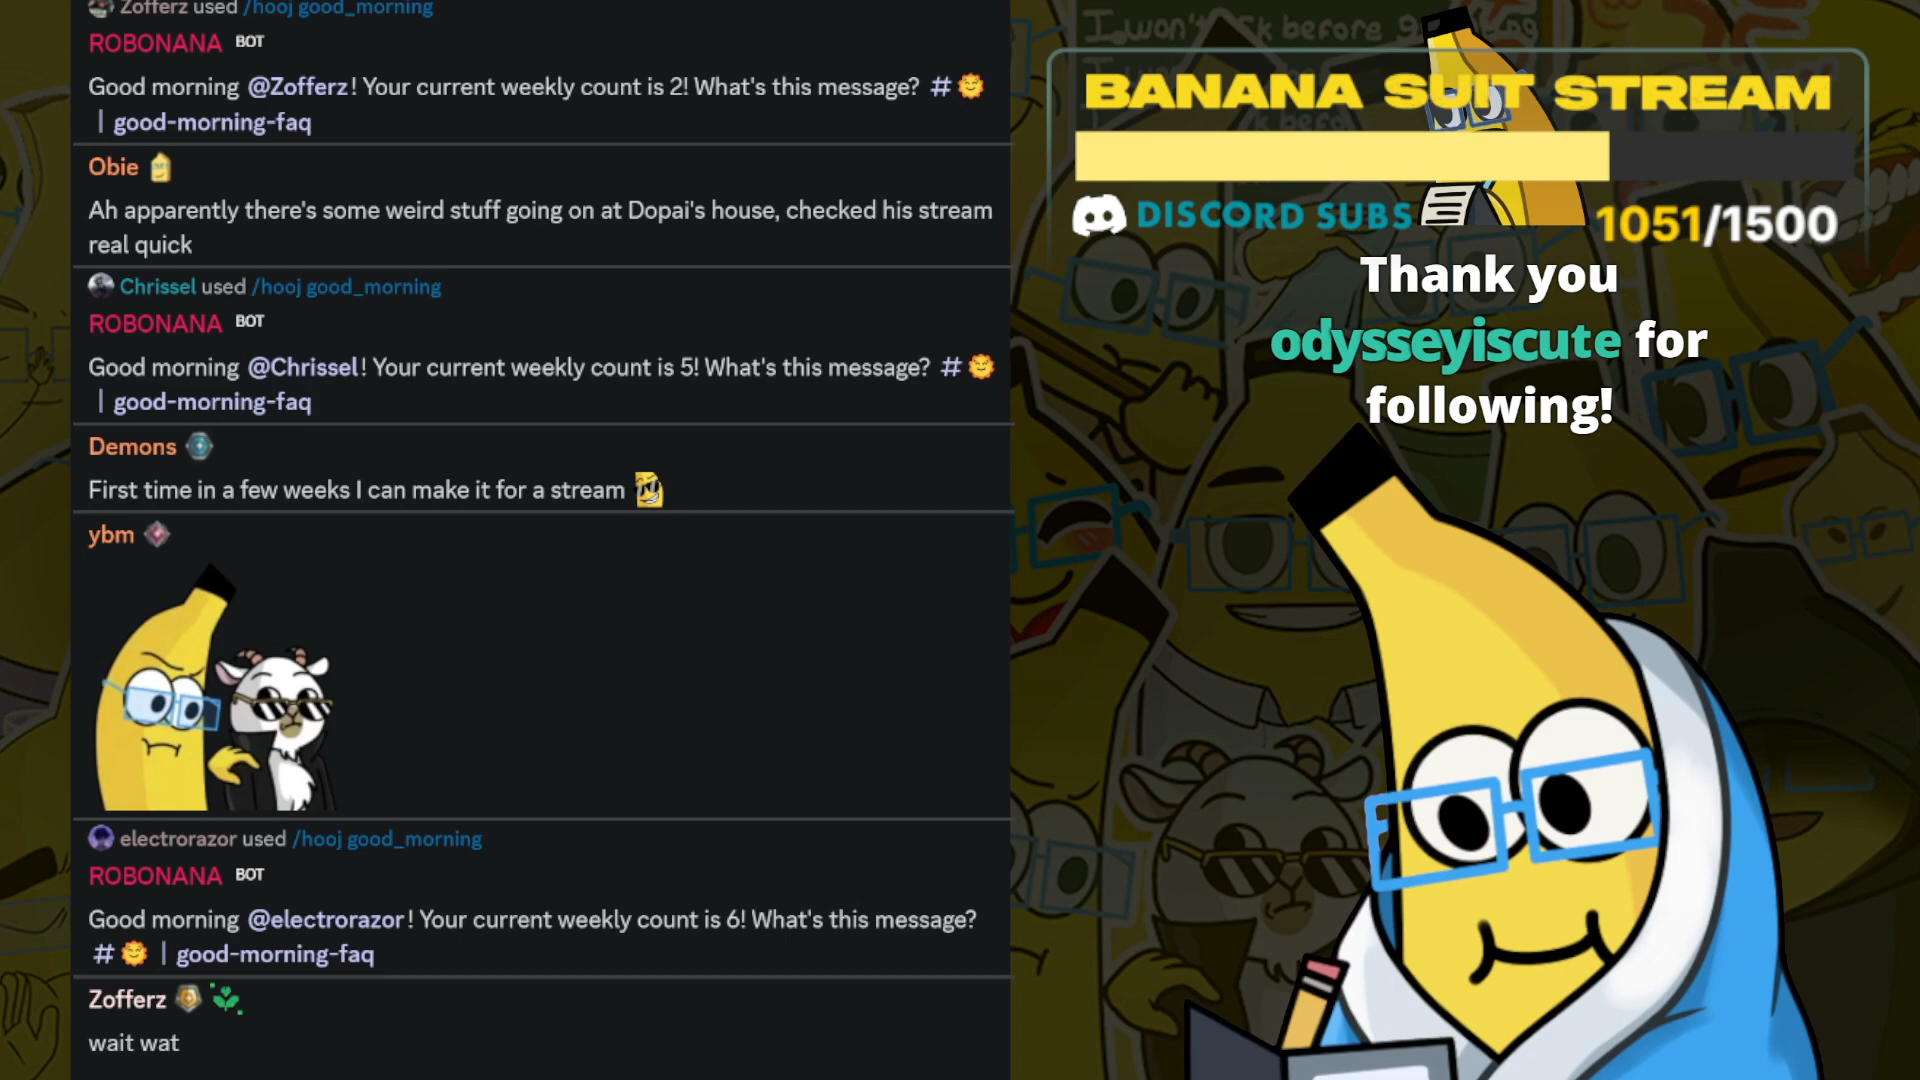 Zofferz used /hooj good_morning
ROBONANA BOT
Good morning @Zofferz! Your current weekly count is 2! What's this message? #
| good-morning-faq
Obie
Ah apparently there's some weird stuff going on at Dopai's house, checked his stream
real quick
Chrissel used /hooj good_morning
ROBONANA BOT
Good morning @Chrissel! Your current weekly count is 5! What's this message? #
| good-morning-faq
Demons
First time in a few weeks I can make it for a stream
ybm
electrorazor used /hooj good_morning
ROBONANA BOT
Good morning @electrorazor! Your current weekly count is 6! What's this message?
# | good-morning-faq
Zofferz
wait wat
I won't
BANANA SUIT STREAM
DISCORD SUBS
1051/1500
Thank you
odysseyiscute for
following!